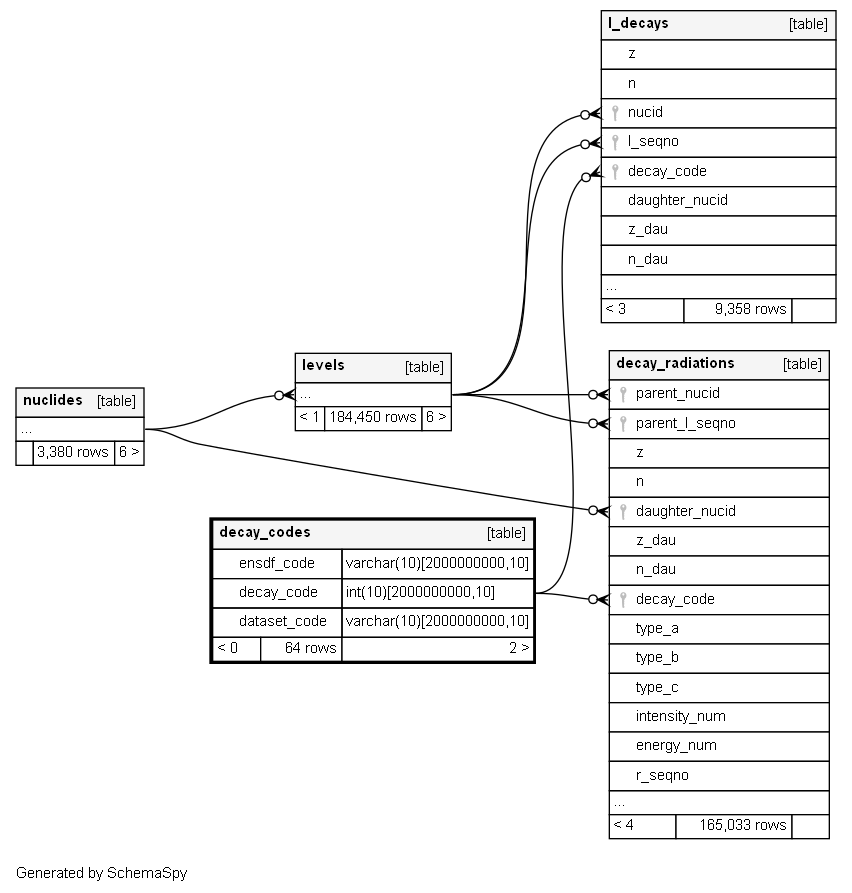 l_decays [table]
z
n
nucid
l_seqno
decay_code
daughter_nucid
z_dau
n_dau
...
< 3 9,358 rows
levels [table]
...
< 1 184,450 rows 6 >
nuclides [table]
...
3,380 rows 6 >
decay_radiations [table]
parent_nucid
parent_l_seqno
z
n
daughter_nucid
z_dau
n_dau
decay_code
type_a
type_b
type_c
intensity_num
energy_num
r_seqno
...
< 4 165,033 rows
decay_codes [table]
ensdf_code varchar(10)[2000000000,10]
decay_code int(10)[2000000000,10]
dataset_code varchar(10)[2000000000,10]
< 0 64 rows 2 >
Generated by SchemaSpy